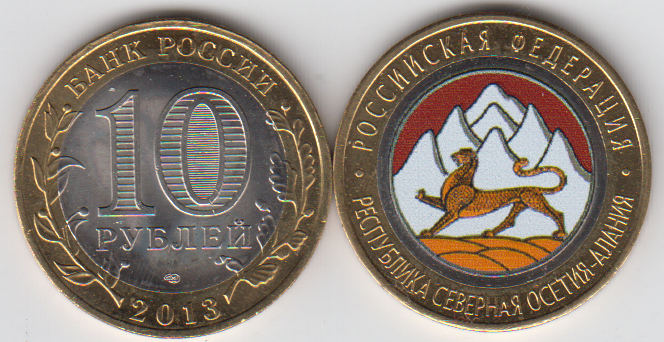 БАНК РОССИИ
10
РУБЛЕЙ
2013
· РОССИЙСКАЯ ФЕДЕРАЦИЯ ·
РЕСПУБЛИКА СЕВЕРНАЯ ОСЕТИЯ-АЛАНИЯ